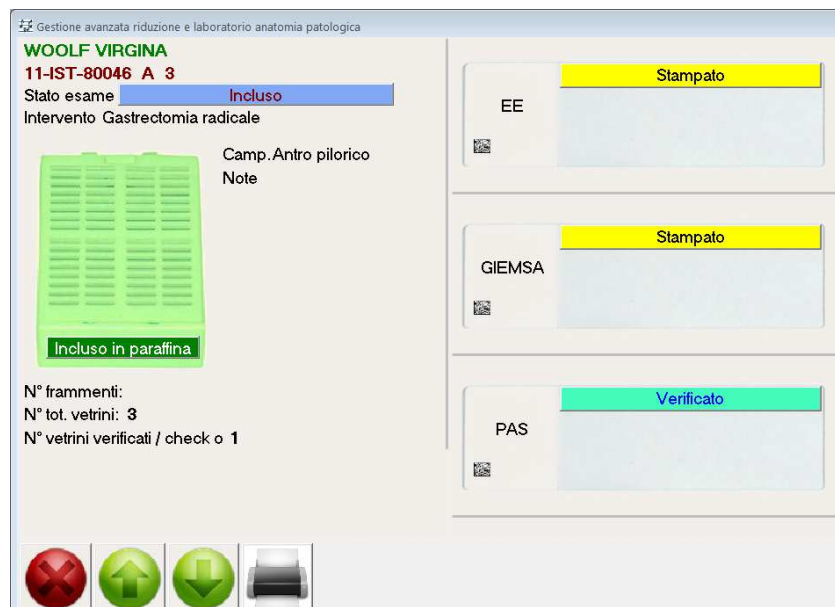 Gestione avanzata riduzione e laboratorio anatomia patologica
WOOLF VIRGINA
11-IST-80046 A 3
Stato esame Incluso
Intervento Gastrectomia radicale
Camp.Antro pilorico
Note
Incluso in paraffina
N° frammenti:
N° tot. vetrini: 3
N° vetrini verificati / check o 1
EE
Stampato
GIEMSA
Stampato
PAS
Verificato